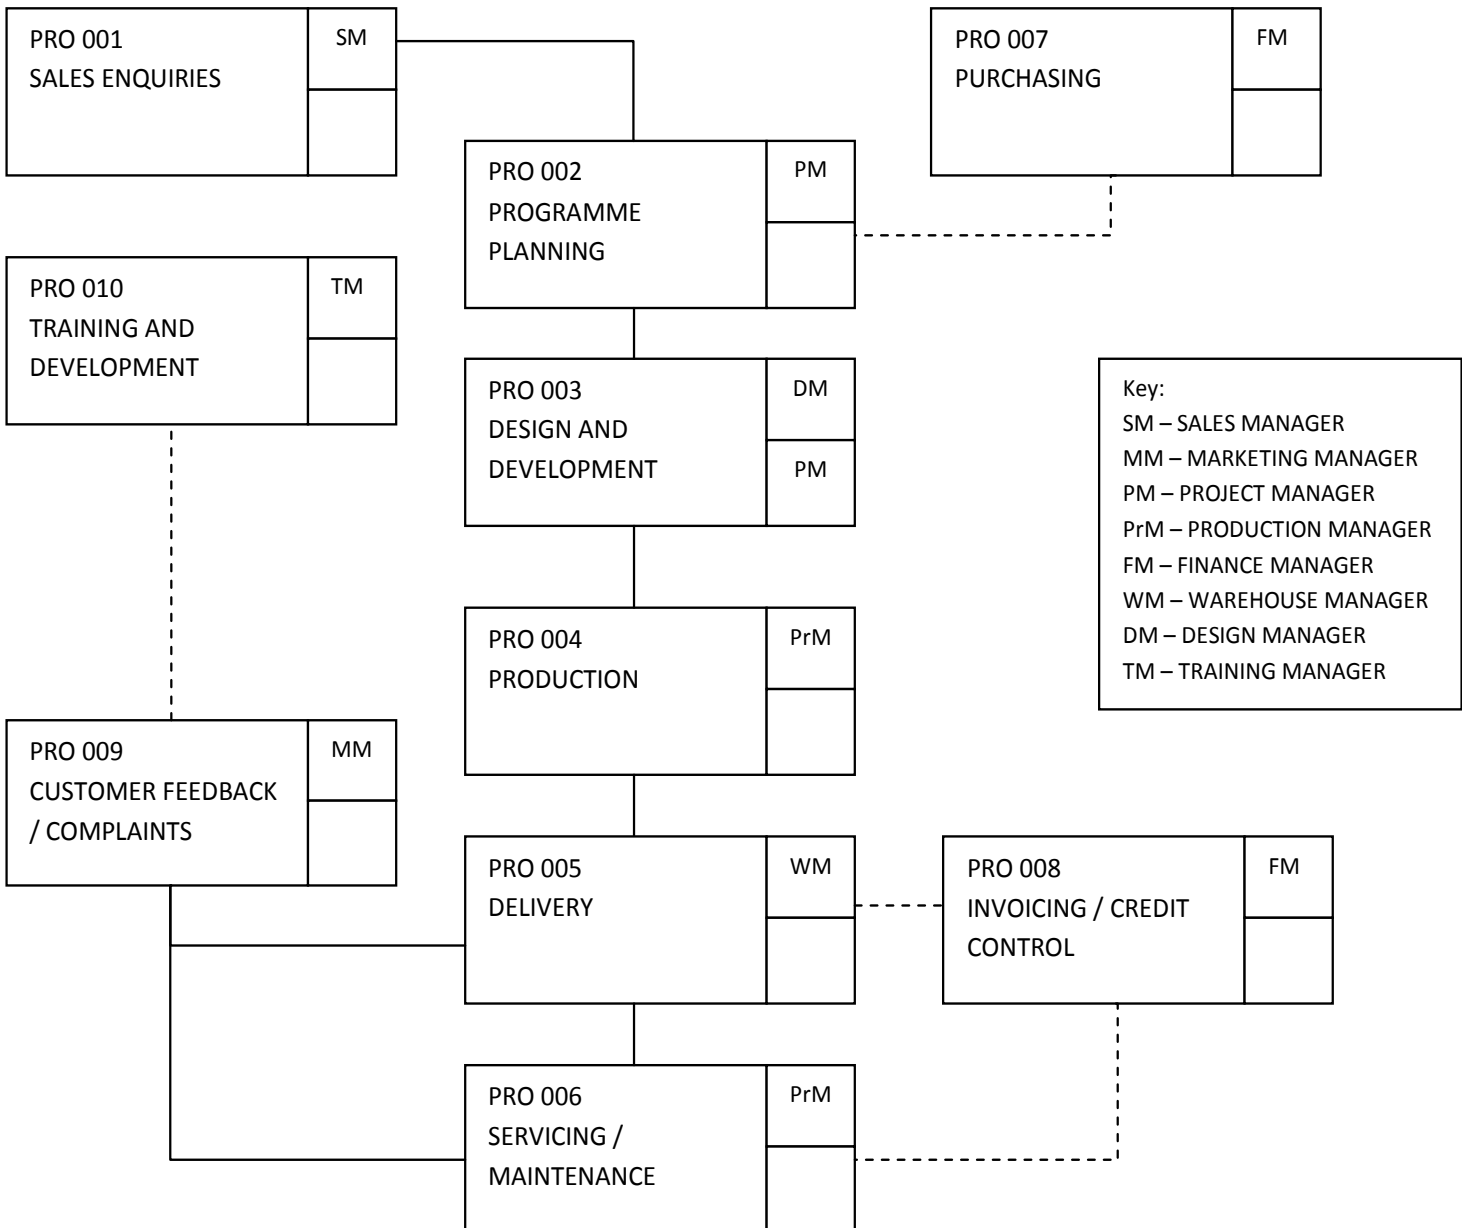 PRO 001
SALES ENQUIRIES
SM
PRO 007
PURCHASING
FM
PRO 002
PROGRAMME
PLANNING
PM
PRO 010
TRAINING AND
DEVELOPMENT
TM
PRO 003
DESIGN AND
DEVELOPMENT
DM
PM
Key:
SM – SALES MANAGER
MM – MARKETING MANAGER
PM – PROJECT MANAGER
PrM – PRODUCTION MANAGER
FM – FINANCE MANAGER
WM – WAREHOUSE MANAGER
DM – DESIGN MANAGER
TM – TRAINING MANAGER
PRO 004
PRODUCTION
PrM
PRO 009
CUSTOMER FEEDBACK
/ COMPLAINTS
MM
PRO 005
DELIVERY
WM
PRO 008
INVOICING / CREDIT
CONTROL
FM
PRO 006
SERVICING /
MAINTENANCE
PrM